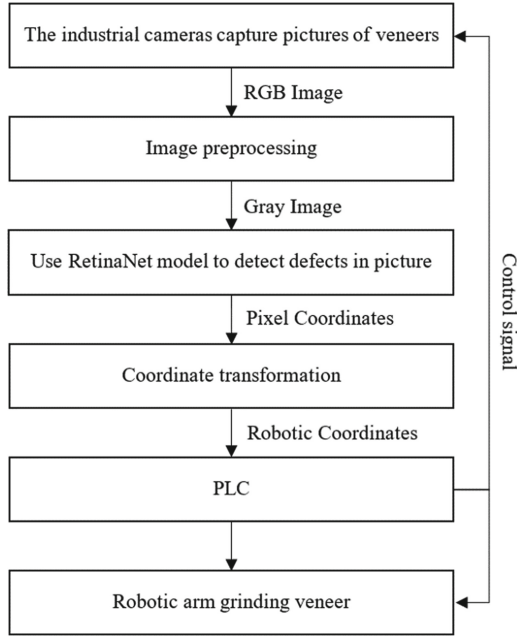 The industrial cameras capture pictures of veneers
RGB Image
Image preprocessing
Gray Image
Use RetinaNet model to detect defects in picture
Pixel Coordinates
Coordinate transformation
Robotic Coordinates
PLC
Robotic arm grinding veneer
Control signal